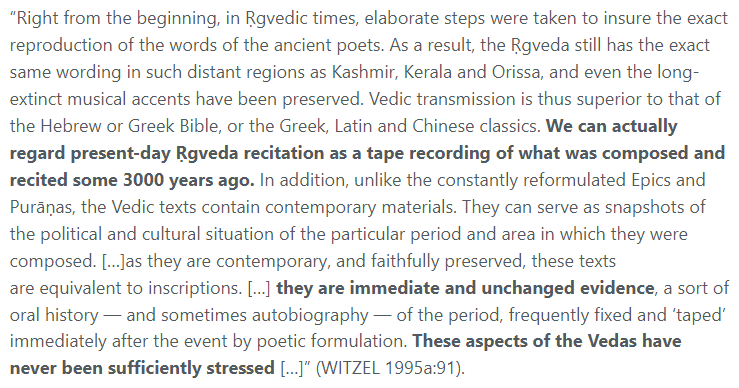 “Right from the beginning, in Ṛgvedic times, elaborate steps were taken to insure the exact
reproduction of the words of the ancient poets. As a result, the Ṛgveda still has the exact
same wording in such distant regions as Kashmir, Kerala and Orissa, and even the long-
extinct musical accents have been preserved. Vedic transmission is thus superior to that of
the Hebrew or Greek Bible, or the Greek, Latin and Chinese classics. We can actually
regard present-day Ṛgveda recitation as a tape recording of what was composed and
recited some 3000 years ago. In addition, unlike the constantly reformulated Epics and
Purāṇas, the Vedic texts contain contemporary materials. They can serve as snapshots of
the political and cultural situation of the particular period and area in which they were
composed. […]as they are contemporary, and faithfully preserved, these texts
are equivalent to inscriptions. […] they are immediate and unchanged evidence, a sort of
oral history — and sometimes autobiography — of the period, frequently fixed and ‘taped’
immediately after the event by poetic formulation. These aspects of the Vedas have
never been sufficiently stressed […]” (WITZEL 1995a:91).